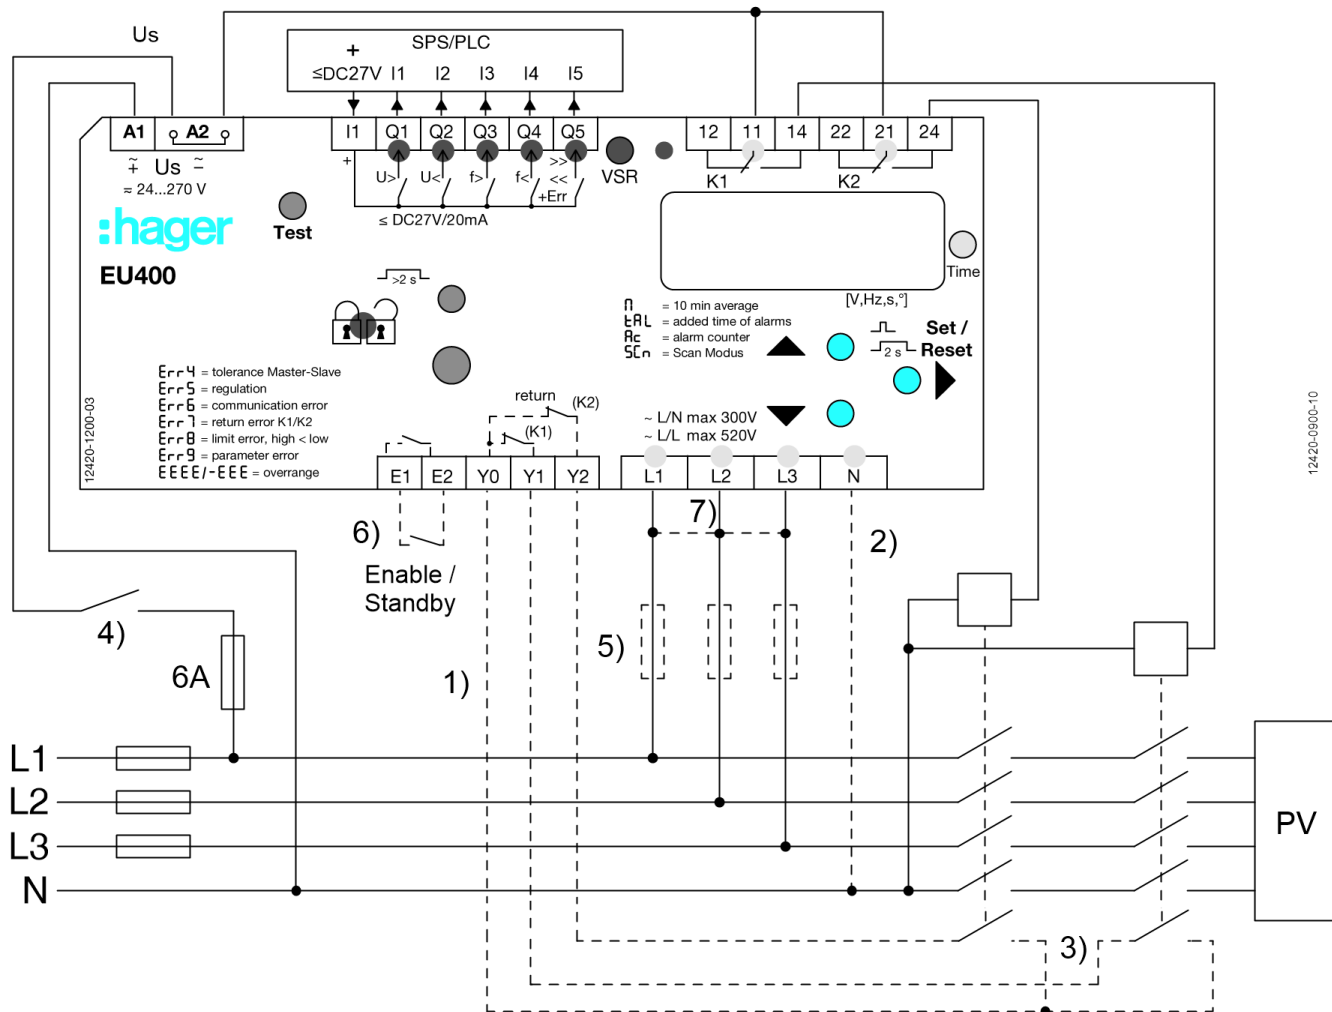 Us
SPS/PLC
+
≤DC27V I1 I2 I3 I4 I5
A1 A2
I1 Q1 Q2 Q3 Q4 Q5
12 11 14 22 21 24
≂ Us ≂
+ −
≈ 24...270 V
+
U> U< f> f< >>
<<
+Err
≤ DC27V/20mA
VSR
K1 K2
:hager
EU400
Test
Time
>2 s
[V,Hz,s,°]
n = 10 min average
tAL = added time of alarms
Ac = alarm counter
SCn = Scan Modus
Set /
Reset
2 s
Err4 = tolerance Master-Slave
Err5 = regulation
Err6 = communication error
Err7 = return error K1/K2
Err8 = limit error, high < low
Err9 = parameter error
EEEE/-EEE = overrange
12420-1200-03
return (K2)
(K1)
~ L/N max 300V
~ L/L max 520V
E1 E2 Y0 Y1 Y2
L1 L2 L3 N
12420-0900-10
6)
Enable /
Standby
7)
2)
4)
6A
1)
5)
L1
L2
L3
N
PV
3)